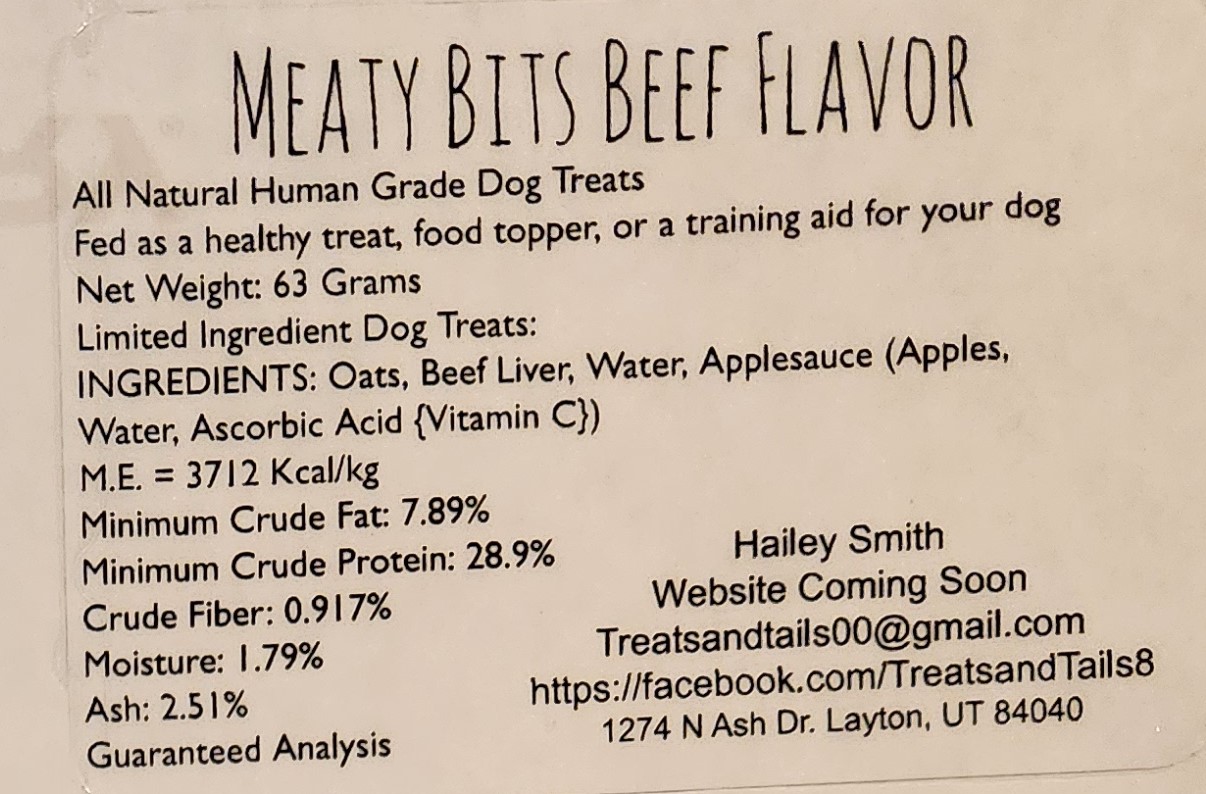 MEATY BITS BEEF FLAVOR
All Natural Human Grade Dog Treats
Fed as a healthy treat, food topper, or a training aid for your dog
Net Weight: 63 Grams
Limited Ingredient Dog Treats:
INGREDIENTS: Oats, Beef Liver, Water, Applesauce (Apples,
Water, Ascorbic Acid {Vitamin C})
M.E. = 3712 Kcal/kg
Minimum Crude Fat: 7.89%
Minimum Crude Protein: 28.9%
Crude Fiber: 0.917%
Moisture: 1.79%
Ash: 2.51%
Guaranteed Analysis
Hailey Smith
Website Coming Soon
Treatsandtails00@gmail.com
https://facebook.com/TreatsandTails8
1274 N Ash Dr. Layton, UT 84040